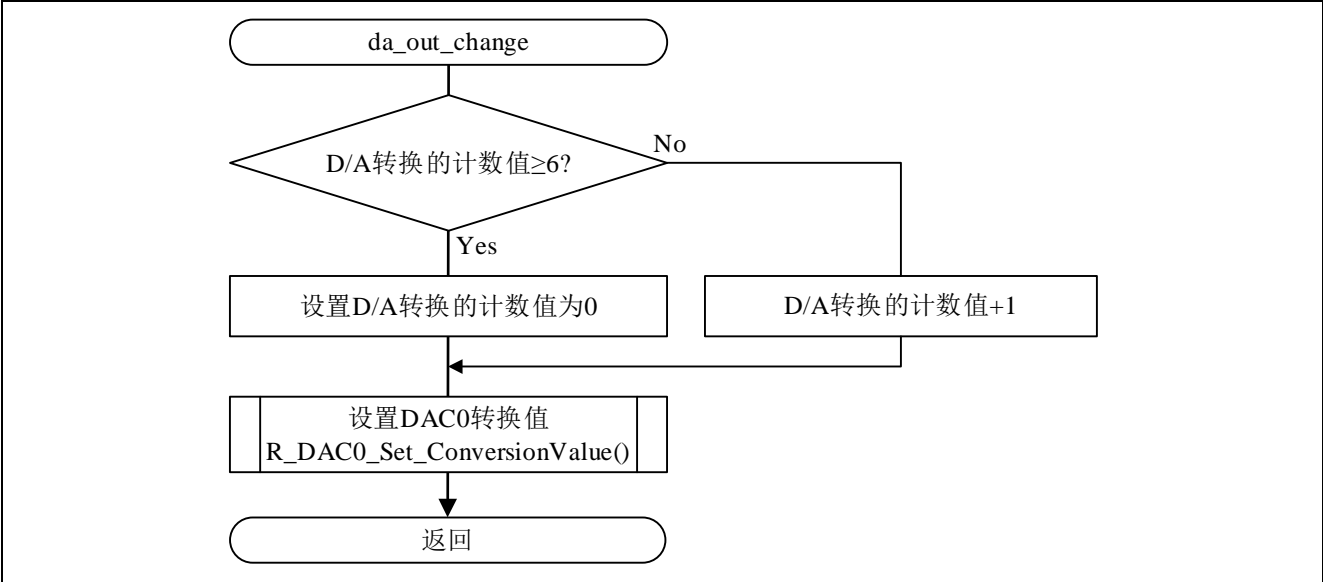 da_out_change
D/A转换的计数值≥6?
No
Yes
设置D/A转换的计数值为0
D/A转换的计数值+1
设置DAC0转换值
R_DAC0_Set_ConversionValue()
返回